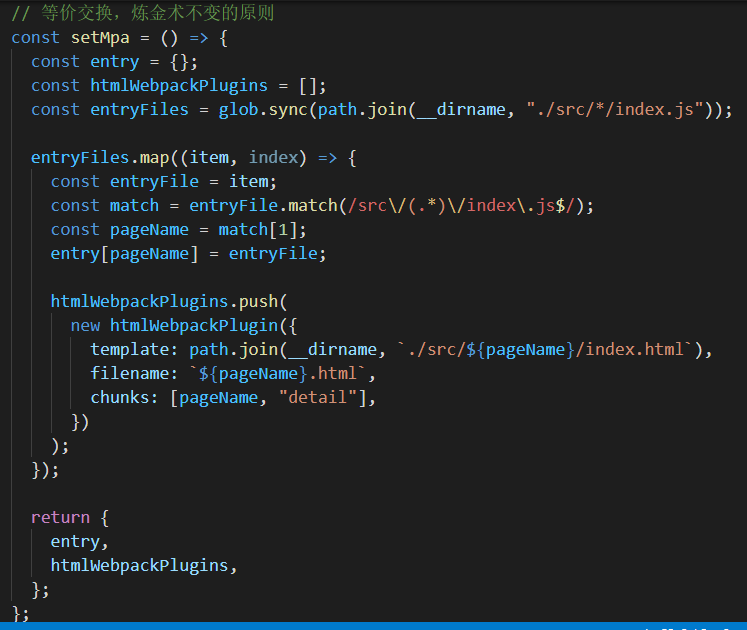 // 等价交换，炼金术不变的原则
const setMpa = () => {
  const entry = {};
  const htmlWebpackPlugins = [];
  const entryFiles = glob.sync(path.join(__dirname, "./src/*/index.js"));

  entryFiles.map((item, index) => {
    const entryFile = item;
    const match = entryFile.match(/src\/(.*)\/index\.js$/);
    const pageName = match[1];
    entry[pageName] = entryFile;

    htmlWebpackPlugins.push(
      new htmlWebpackPlugin({
        template: path.join(__dirname, `./src/${pageName}/index.html`),
        filename: `${pageName}.html`,
        chunks: [pageName, "detail"],
      })
    );
  });

  return {
    entry,
    htmlWebpackPlugins,
  };
};